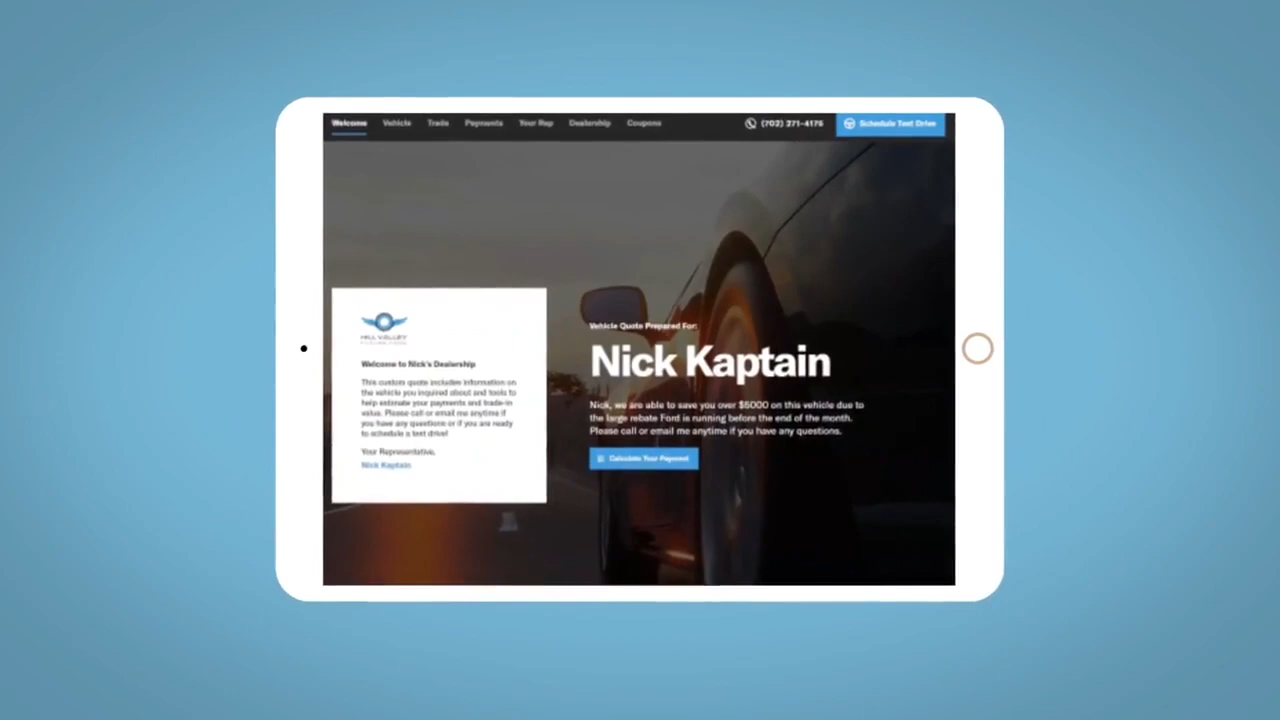 Welcome Vehicle Trade Payments Your Rep Dealership Coupons (702) 271-4175 Schedule Test Drive
HILL VALLEY
Welcome to Nick's Dealership
This custom quote includes information on
the vehicle you inquired about and tools to
help estimate your payments and trade-in
value. Please call or email me anytime if
you have any questions or if you are ready
to schedule a test drive!
Your Representative,
Nick Kaptain
Vehicle Quote Prepared For:
Nick Kaptain
Nick, we are able to save you over $5000 on this vehicle due to
the large rebate Ford is running before the end of the month.
Please call or email me anytime if you have any questions.
Calculate Your Payment